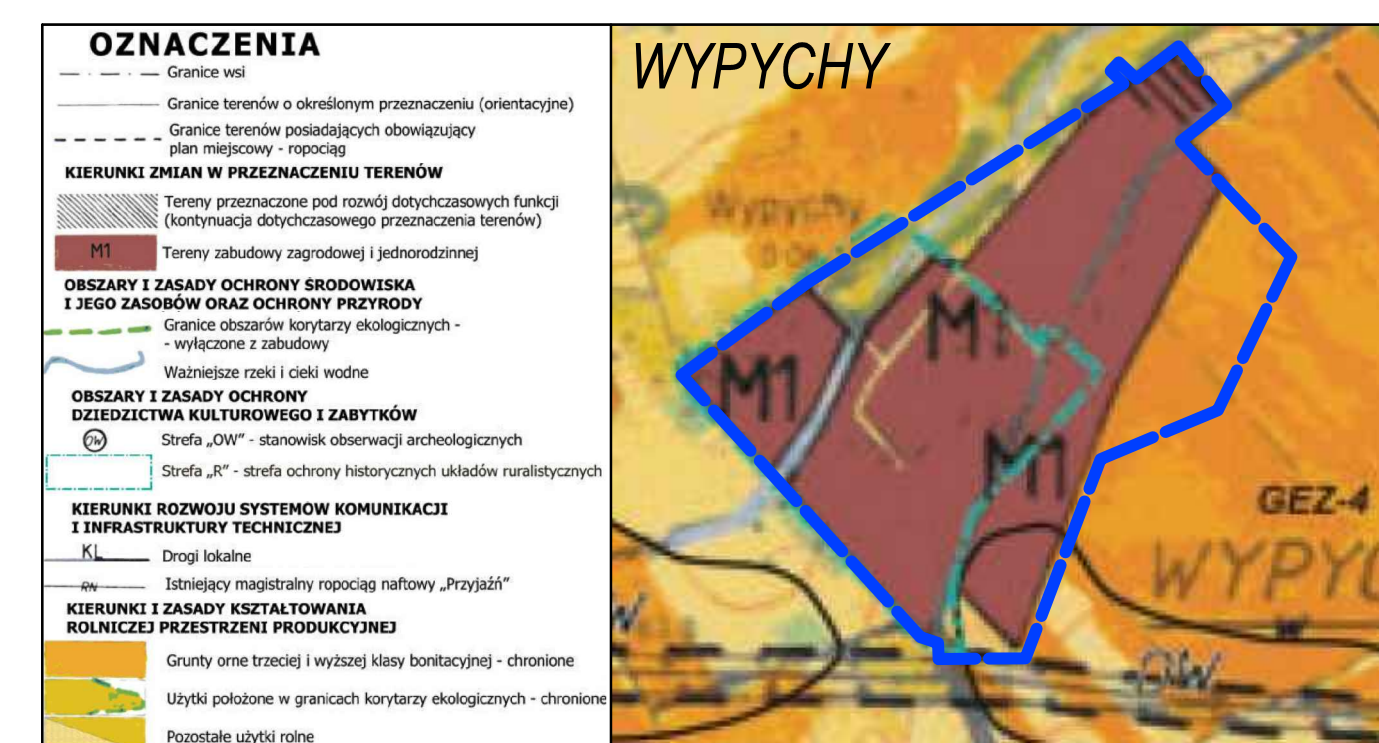 OZNACZENIA
Granice wsi
Granice terenów o określonym przeznaczeniu (orientacyjne)
Granice terenów posiadających obowiązujący
plan miejscowy - ropociąg
KIERUNKI ZMIAN W PRZEZNACZENIU TERENÓW
Tereny przeznaczone pod rozwój dotychczasowych funkcji
(kontynuacja dotychczasowego przeznaczenia terenów)
M1
Tereny zabudowy zagrodowej i jednorodzinnej
OBSZARY I ZASADY OCHRONY ŚRODOWISKA
I JEGO ZASOBÓW ORAZ OCHRONY PRZYRODY
Granice obszarów korytarzy ekologicznych -
- wyłączone z zabudowy
Ważniejsze rzeki i cieki wodne
OBSZARY I ZASADY OCHRONY
DZIEDZICTWA KULTUROWEGO I ZABYTKÓW
OW
Strefa „OW” - stanowisk obserwacji archeologicznych
Strefa „R” - strefa ochrony historycznych układów ruralistycznych
KIERUNKI ROZWOJU SYSTEMÓW KOMUNIKACJI
I INFRASTRUKTURY TECHNICZNEJ
KL
Drogi lokalne
RN
Istniejący magistralny ropociąg naftowy „Przyjaźń”
KIERUNKI I ZASADY KSZTAŁTOWANIA
ROLNICZEJ PRZESTRZENI PRODUKCYJNEJ
Grunty orne trzeciej i wyższej klasy bonitacyjnej - chronione
Użytki położone w granicach korytarzy ekologicznych - chronione
Pozostałe użytki rolne
WYPYCHY
Wypychy
M1
M1
M1
GEZ-4
WYPYC
OW